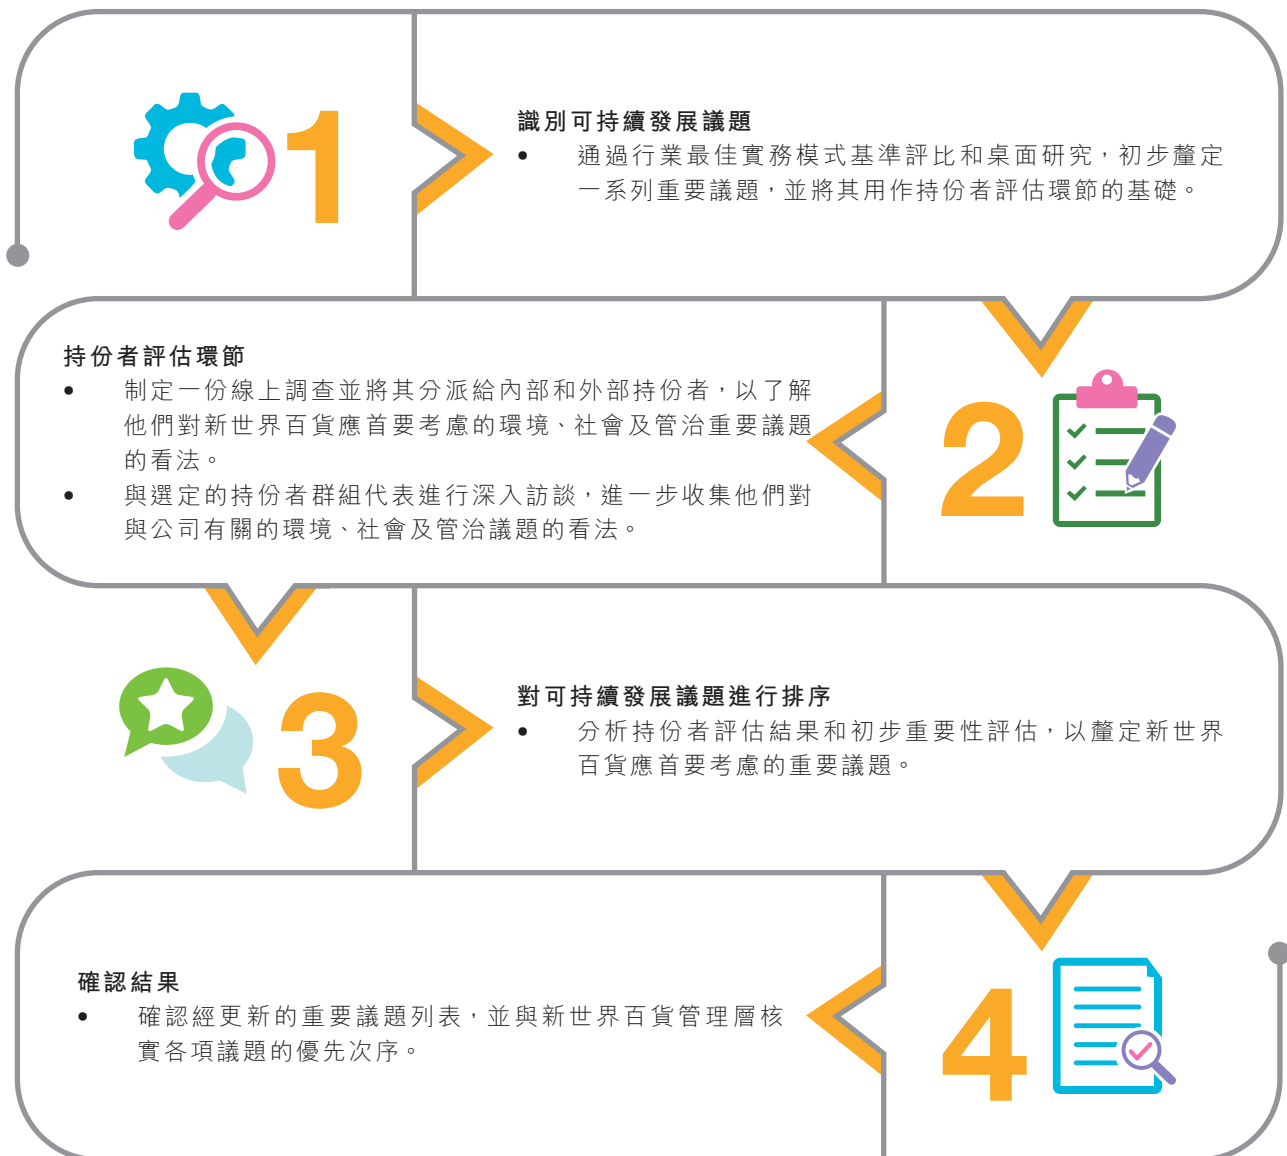 1
識別可持續發展議題
• 通過行業最佳實務模式基準評比和桌面研究，初步釐定
一系列重要議題，並將其用作持份者評估環節的基礎。
持份者評估環節
• 制定一份線上調查並將其分派給內部和外部持份者，以了解
他們對新世界百貨應首要考慮的環境、社會及管治重要議題
的看法。
• 與選定的持份者群組代表進行深入訪談，進一步收集他們對
與公司有關的環境、社會及管治議題的看法。
2
3
對可持續發展議題進行排序
• 分析持份者評估結果和初步重要性評估，以釐定新世界
百貨應首要考慮的重要議題。
確認結果
• 確認經更新的重要議題列表，並與新世界百貨管理層核
實各項議題的優先次序。
4